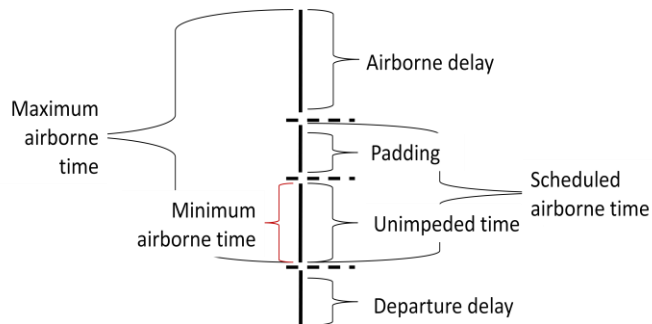 Airborne delay
Maximum
airborne
time
Padding
Scheduled
airborne time
Minimum
airborne time
Unimpeded time
Departure delay